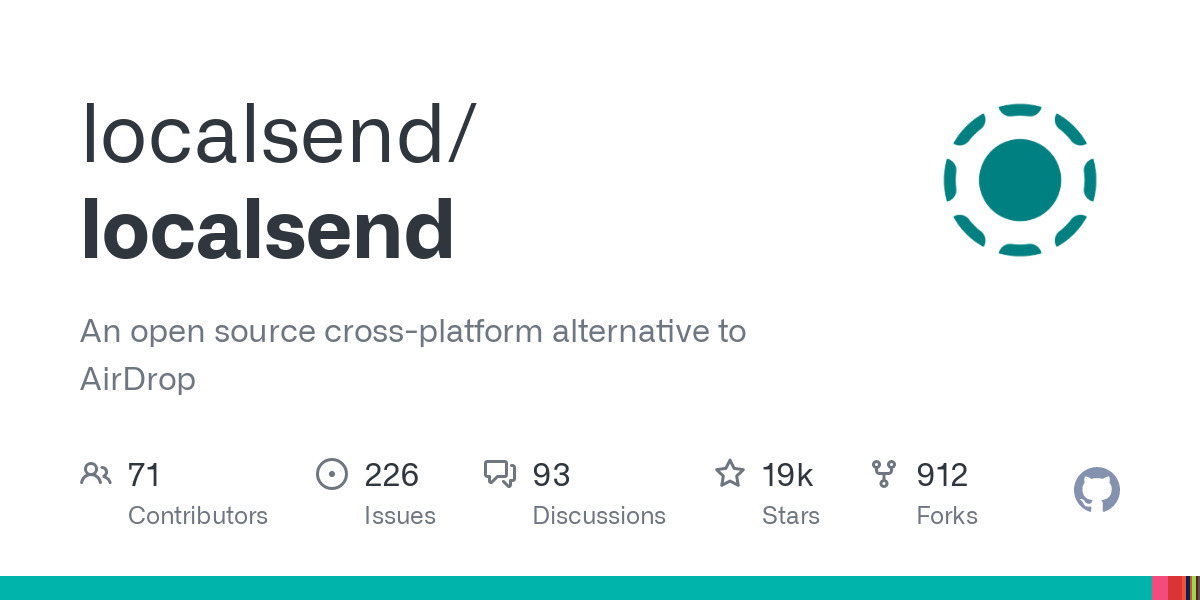 localsend/
localsend
An open source cross-platform alternative to
AirDrop
71
Contributors
226
Issues
93
Discussions
19k
Stars
912
Forks